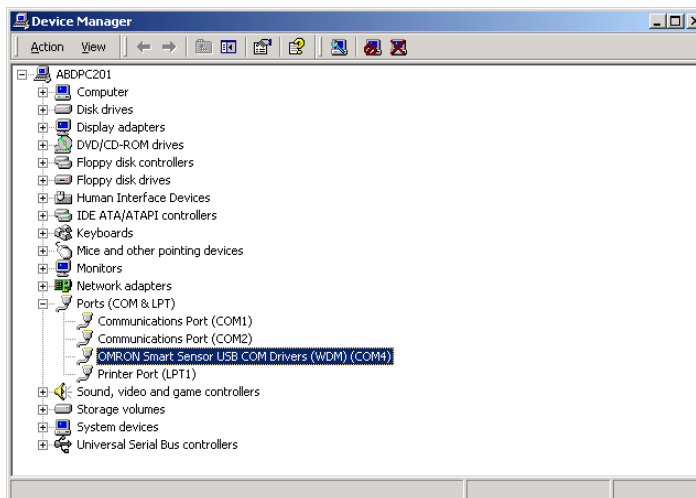 Device Manager
Action View
ABDPC201
Computer
Disk drives
Display adapters
DVD/CD-ROM drives
Floppy disk controllers
Floppy disk drives
Human Interface Devices
IDE ATA/ATAPI controllers
Keyboards
Mice and other pointing devices
Monitors
Network adapters
Ports (COM & LPT)
Communications Port (COM1)
Communications Port (COM2)
OMRON Smart Sensor USB COM Drivers (WDM) (COM4)
Printer Port (LPT1)
Sound, video and game controllers
Storage volumes
System devices
Universal Serial Bus controllers